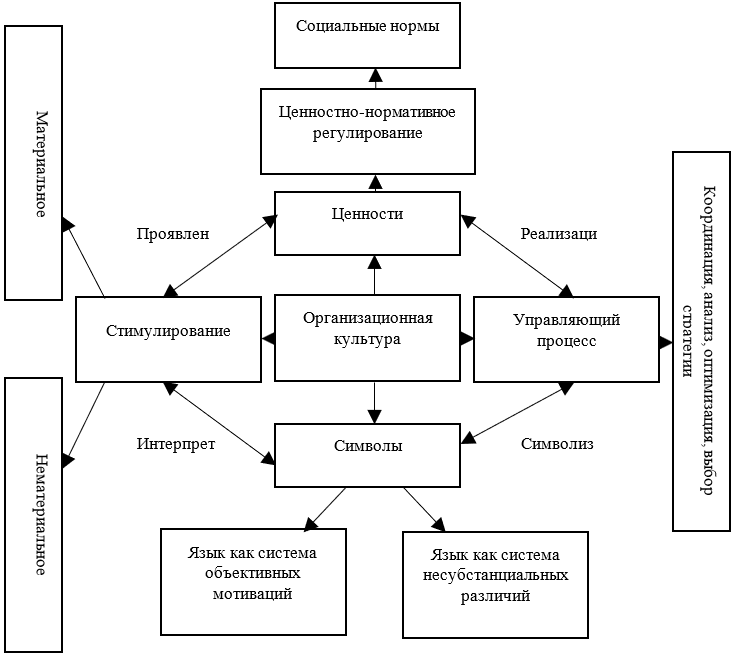 Социальные нормы
Ценностно-нормативное
регулирование
Материальное
Ценности
Проявлен
Реализаци
Координация, анализ, оптимизация, выбор
стратегии
Стимулирование
Организационная
культура
Управляющий
процесс
Интерпрет
Символы
Символиз
Нематериальное
Язык как система
объективных
мотиваций
Язык как система
несубстанциальных
различий